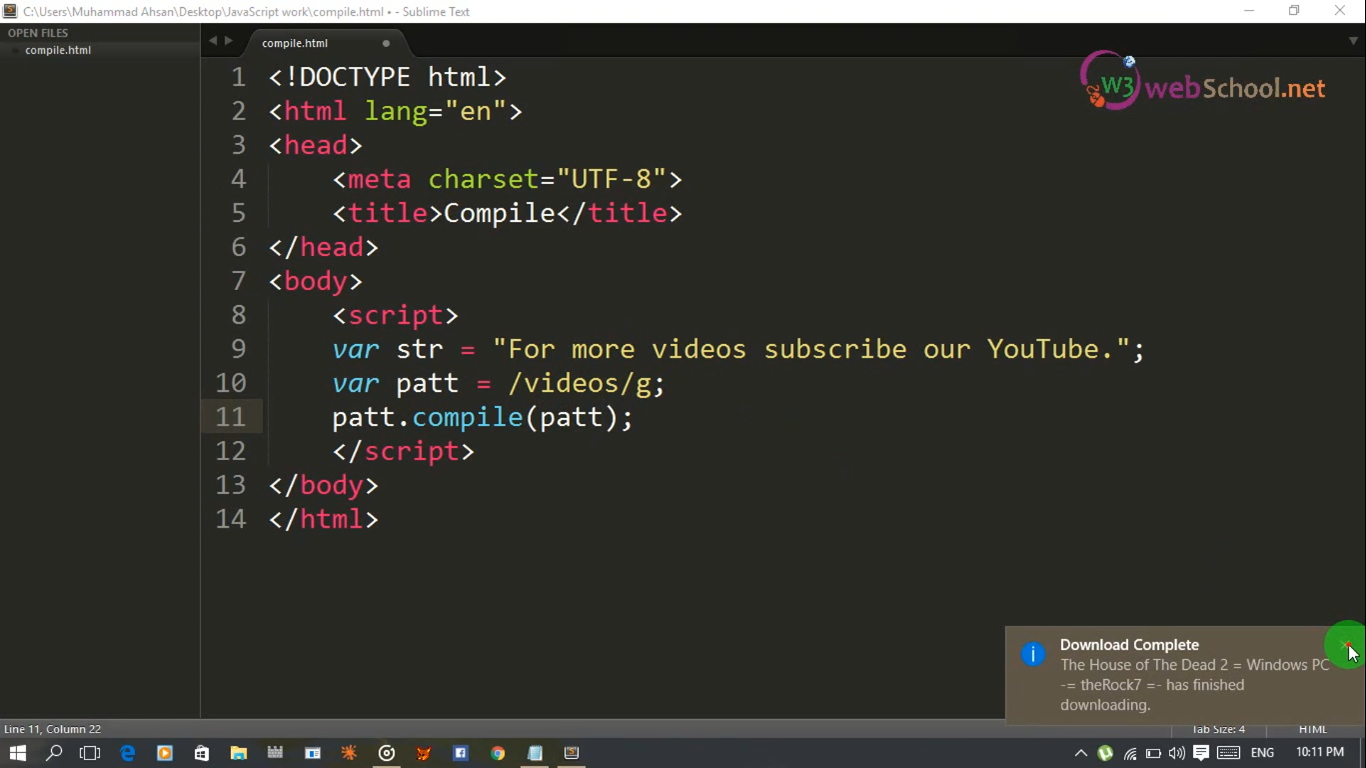 C:\Users\Muhammad Ahsan\Desktop\JavaScript work\compile.html • - Sublime Text
OPEN FILES
compile.html
compile.html
W3 webSchool.net
1 <!DOCTYPE html>
2 <html lang="en">
3 <head>
4 <meta charset="UTF-8">
5 <title>Compile</title>
6 </head>
7 <body>
8 <script>
9 var str = "For more videos subscribe our YouTube.";
10 var patt = /videos/g;
11 patt.compile(patt);
12 </script>
13 </body>
14 </html>
Download Complete
The House of The Dead 2 = Windows PC
-= theRock7 =- has finished
downloading.
Line 11, Column 22
Tab Size: 4
HTML
ENG
10:11 PM